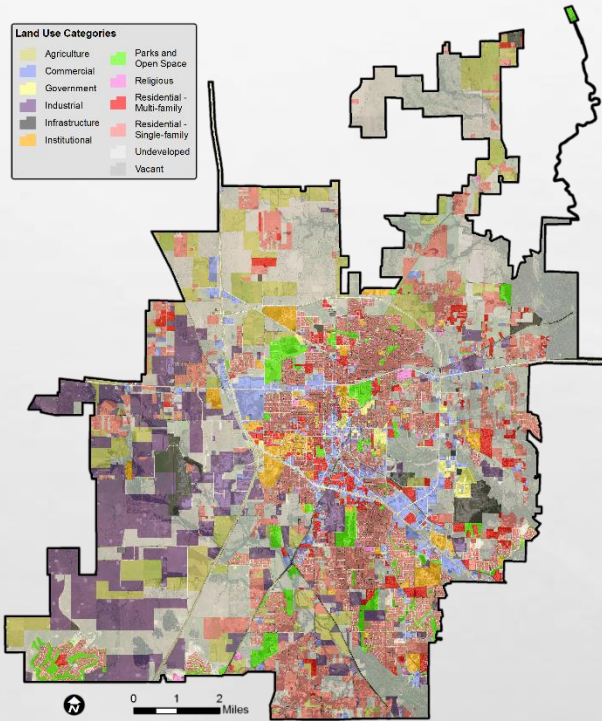 Land Use Categories
Agriculture
Commercial
Government
Industrial
Infrastructure
Institutional
Parks and
Open Space
Religious
Residential -
Multi-family
Residential -
Single-family
Undeveloped
Vacant
0 1 2
Miles